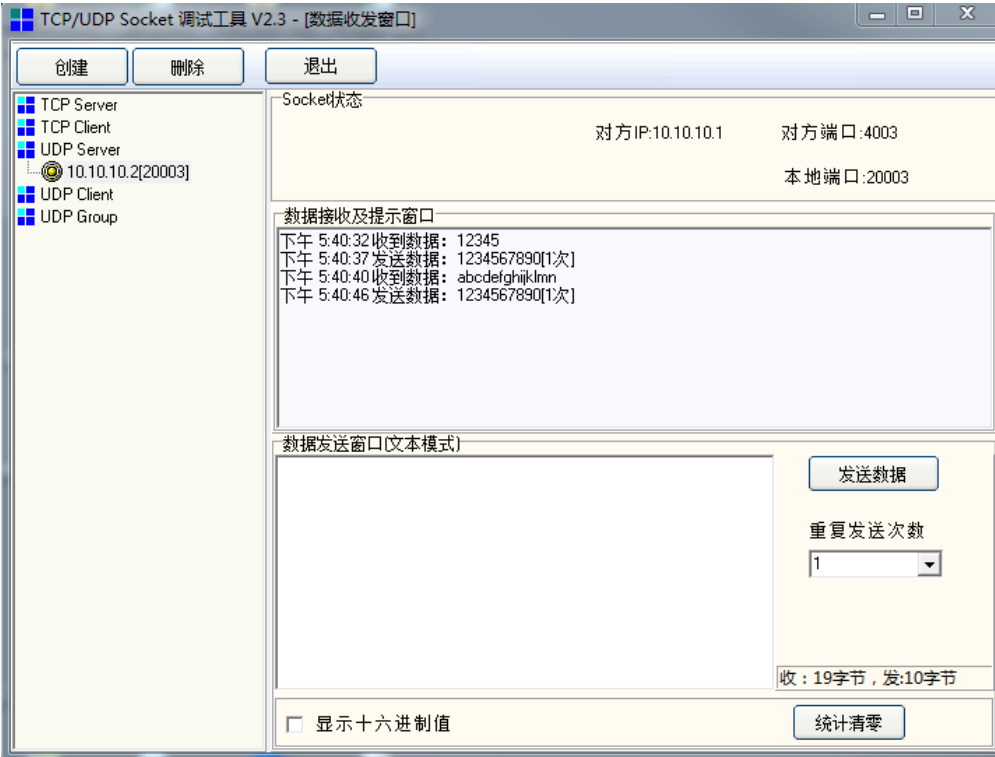 TCP/UDP Socket 调试工具 V2.3 - [数据收发窗口]
创建 删除 退出
TCP Server
TCP Client
UDP Server
10.10.10.2[20003]
UDP Client
UDP Group
Socket状态
对方IP:10.10.10.1 对方端口:4003
本地端口:20003
数据接收及提示窗口
下午 5:40:32收到数据：12345
下午 5:40:37发送数据：1234567890[1次]
下午 5:40:40收到数据：abcdefghijklmn
下午 5:40:46发送数据：1234567890[1次]
数据发送窗口(文本模式)
发送数据
重复发送次数
1
收：19字节，发:10字节
显示十六进制值
统计清零